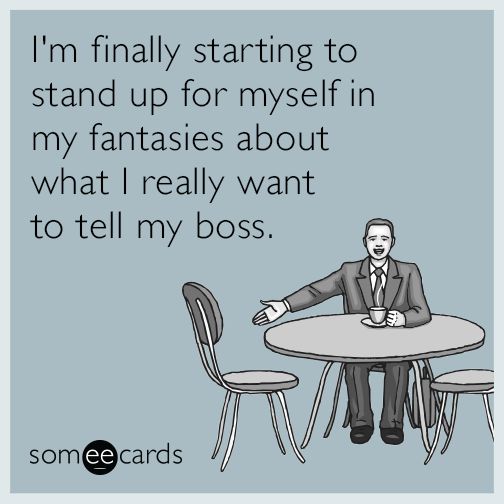 I'm finally starting to
stand up for myself in
my fantasies about
what I really want
to tell my boss.
someecards